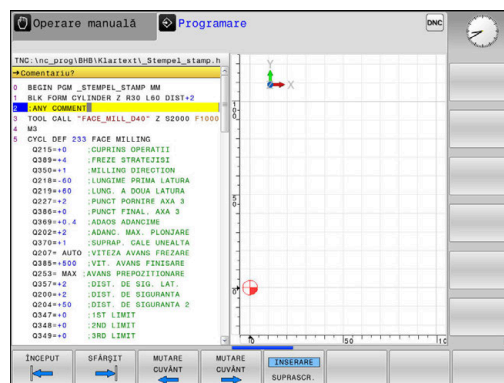 Operare manuală
Programare
DNC
TNC:\nc_prog\BHB\Klartext\_Stempel_stamp.h
→Comentariu?
0 BEGIN PGM _STEMPEL_STAMP MM
1 BLK FORM CYLINDER Z R30 L60 DIST+2
2 ;ANY COMMENT
3 TOOL CALL "FACE_MILL_D40" Z S2000 F1000
4 M3
5 CYCL DEF 233 FACE MILLING
Q215=+0 ;CUPRINS OPERATII
Q389=+4 ;FREZE STRATEJISI
Q350=+1 ;MILLING DIRECTION
Q218=-60 ;LUNGIME PRIMA LATURA
Q219=+60 ;LUNG. A DOUA LATURA
Q227=+2 ;PUNCT PORNIRE AXA 3
Q386=+0 ;PUNCT FINAL. AXA 3
Q369=+0.4 ;ADAOS ADANCIME
Q202=+2 ;ADANC. MAX. PLONJARE
Q370=+1 ;SUPRAP. CALE UNEALTA
Q207= AUTO ;VITEZA AVANS FREZARE
Q385=+500 ;VIT. AVANS FINISARE
Q253= MAX ;AVANS PREPOZITIONARE
Q357=+2 ;DIST. DE SIG. LAT.
Q200=+2 ;DIST. DE SIGURANTA
Q204=+50 ;DIST. DE SIGURANTA 2
Q347=+0 ;1ST LIMIT
Q348=+0 ;2ND LIMIT
Q349=+0 ;3RD LIMIT
Y
X
100
50
0
0
50
10
ÎNCEPUT
SFÂRŞIT
MUTARE CUVÂNT
MUTARE CUVÂNT
INSERARE
SUPRASCR.